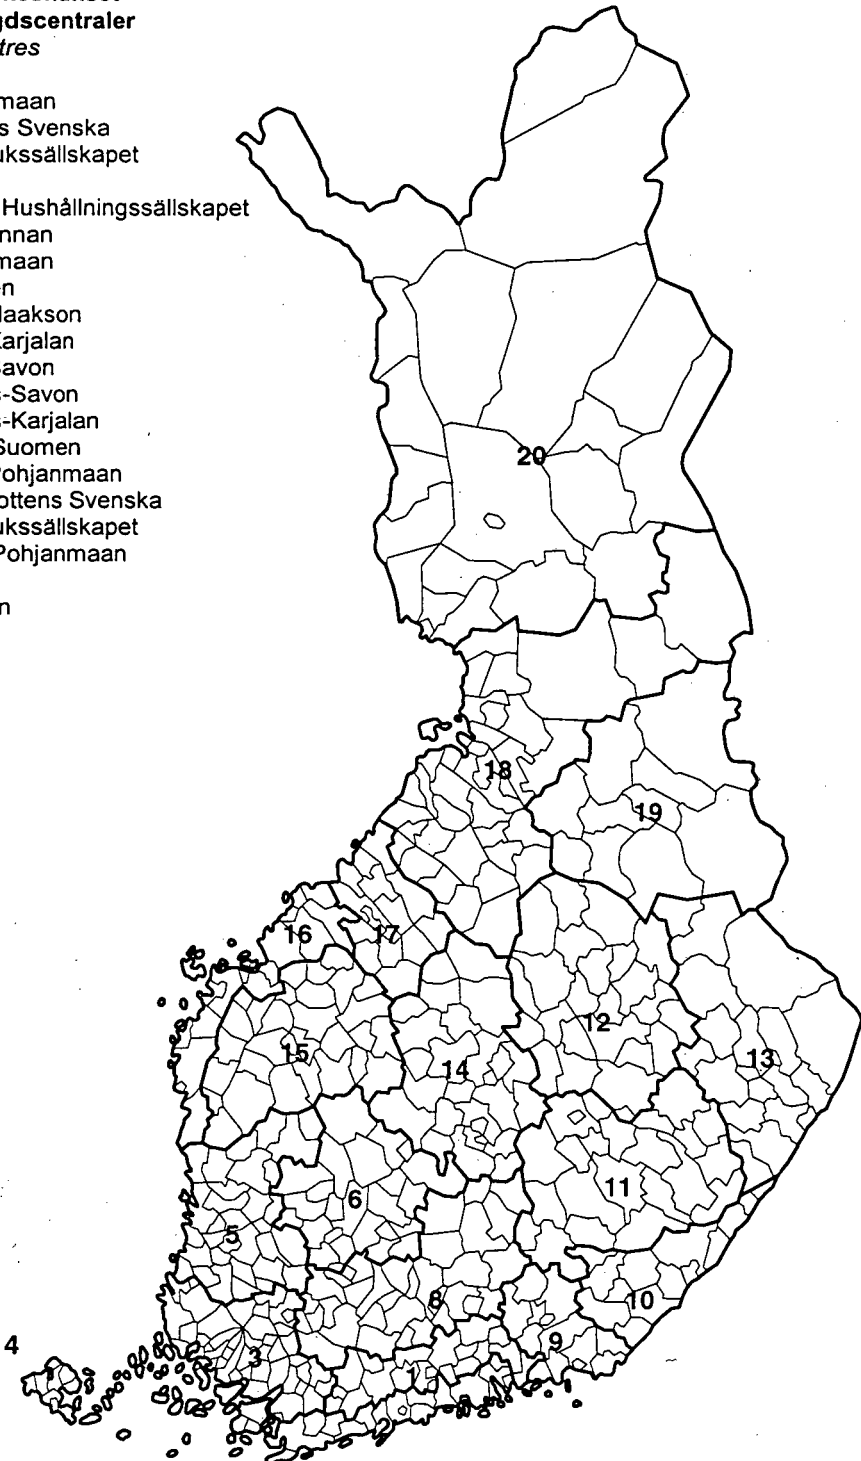 gdscentraler
tres
maan
s Svenska
ukssällskapet
Hushållningssällskapet
nnan
maan
n
laakson
Karjalan
Savon
s-Savon
s-Karjalan
Suomen
Pohjanmaan
ottens Svenska
ukssällskapet
Pohjanmaan
n
20
18
19
16
17
12
15
13
14
11
6
5
8
10
9
4
3
1
2